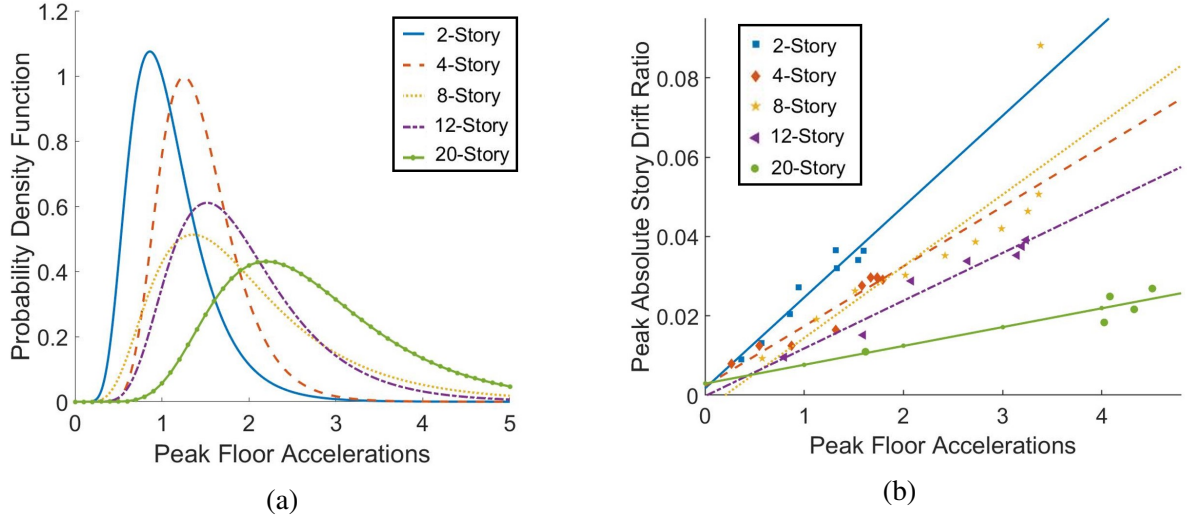 1.2
1
0.8
0.6
0.4
0.2
0
0 1 2 3 4 5
Probability Density Function
Peak Floor Accelerations
2-Story
4-Story
8-Story
12-Story
20-Story
(a)
0.08
0.06
0.04
0.02
0
0 1 2 3 4
Peak Absolute Story Drift Ratio
Peak Floor Accelerations
2-Story
4-Story
8-Story
12-Story
20-Story
(b)